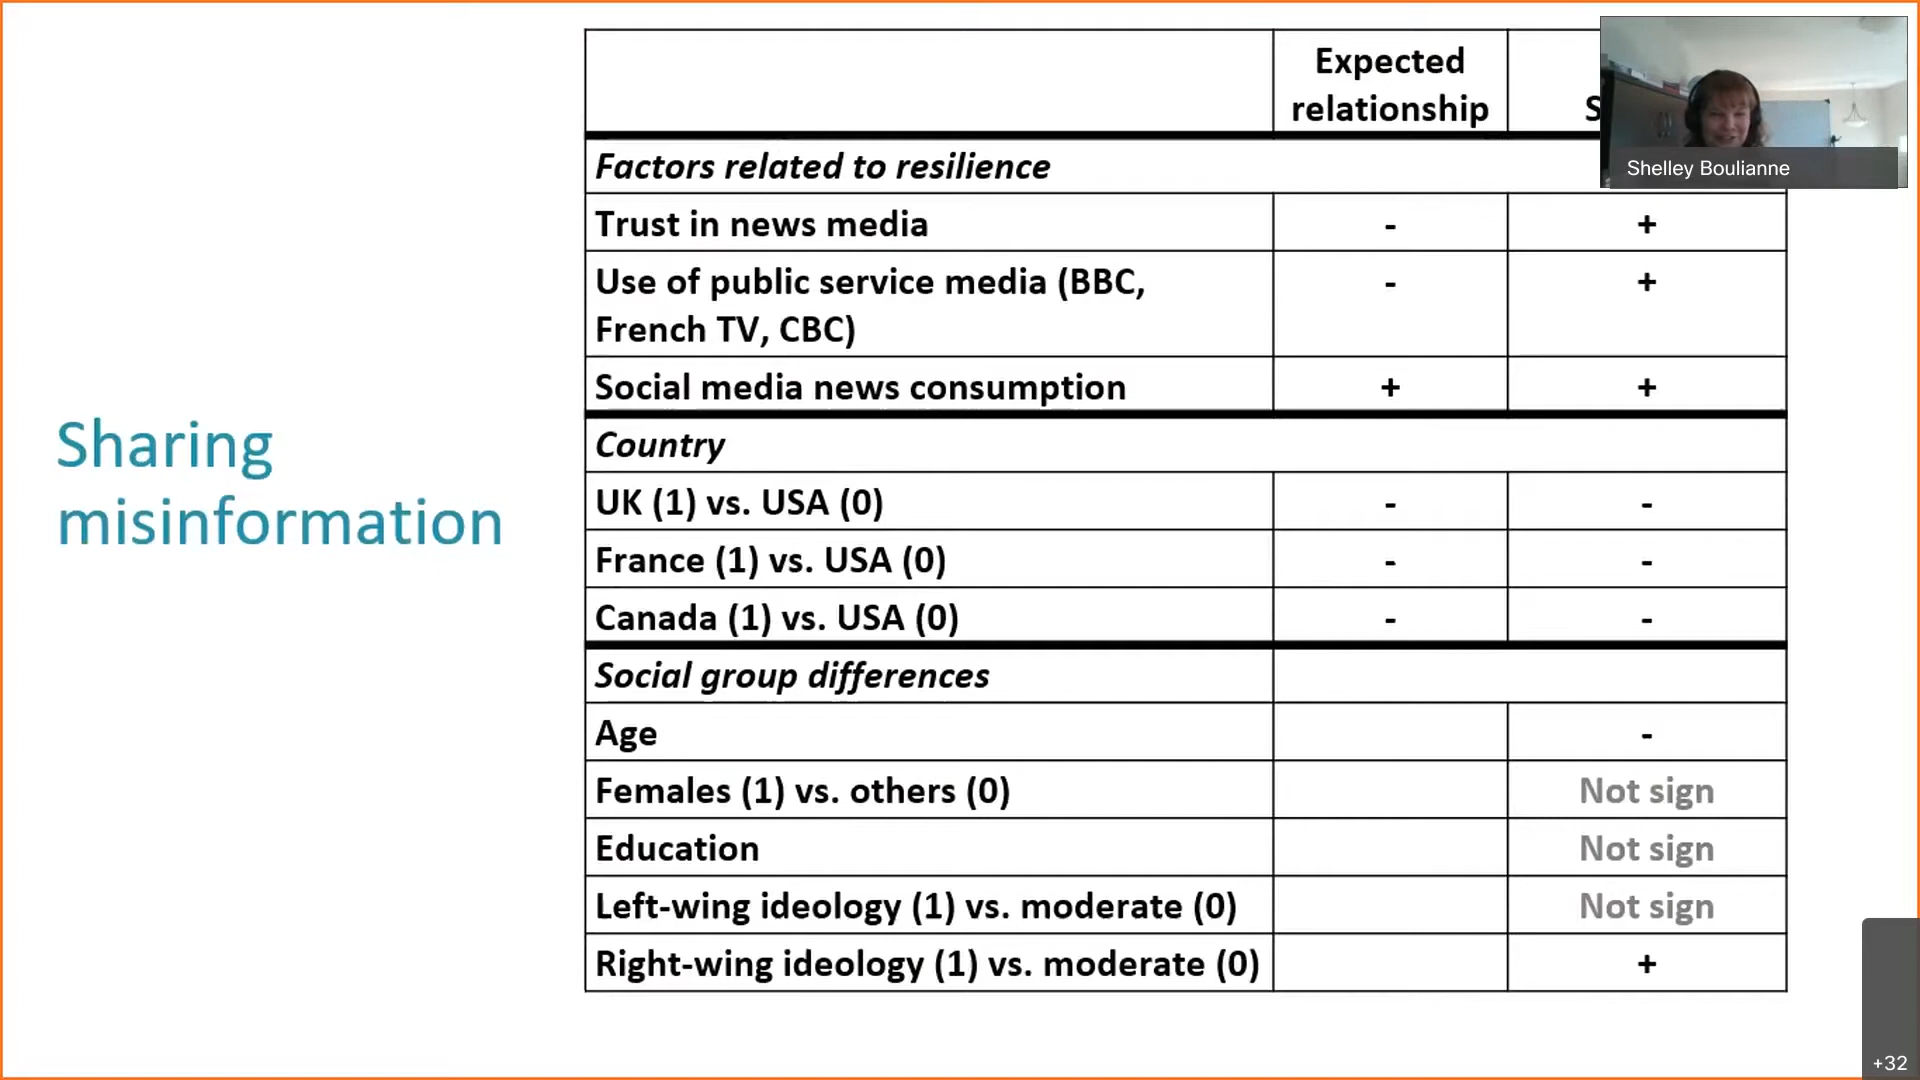 Sharing
misinformation
Expected
relationship
Factors related to resilience
Trust in news media - +
Use of public service media (BBC, - +
French TV, CBC)
Social media news consumption + +
Country
UK (1) vs. USA (0) - -
France (1) vs. USA (0) - -
Canada (1) vs. USA (0) - -
Social group differences
Age -
Females (1) vs. others (0) Not sign
Education Not sign
Left-wing ideology (1) vs. moderate (0) Not sign
Right-wing ideology (1) vs. moderate (0) +
Shelley Boulianne
+32